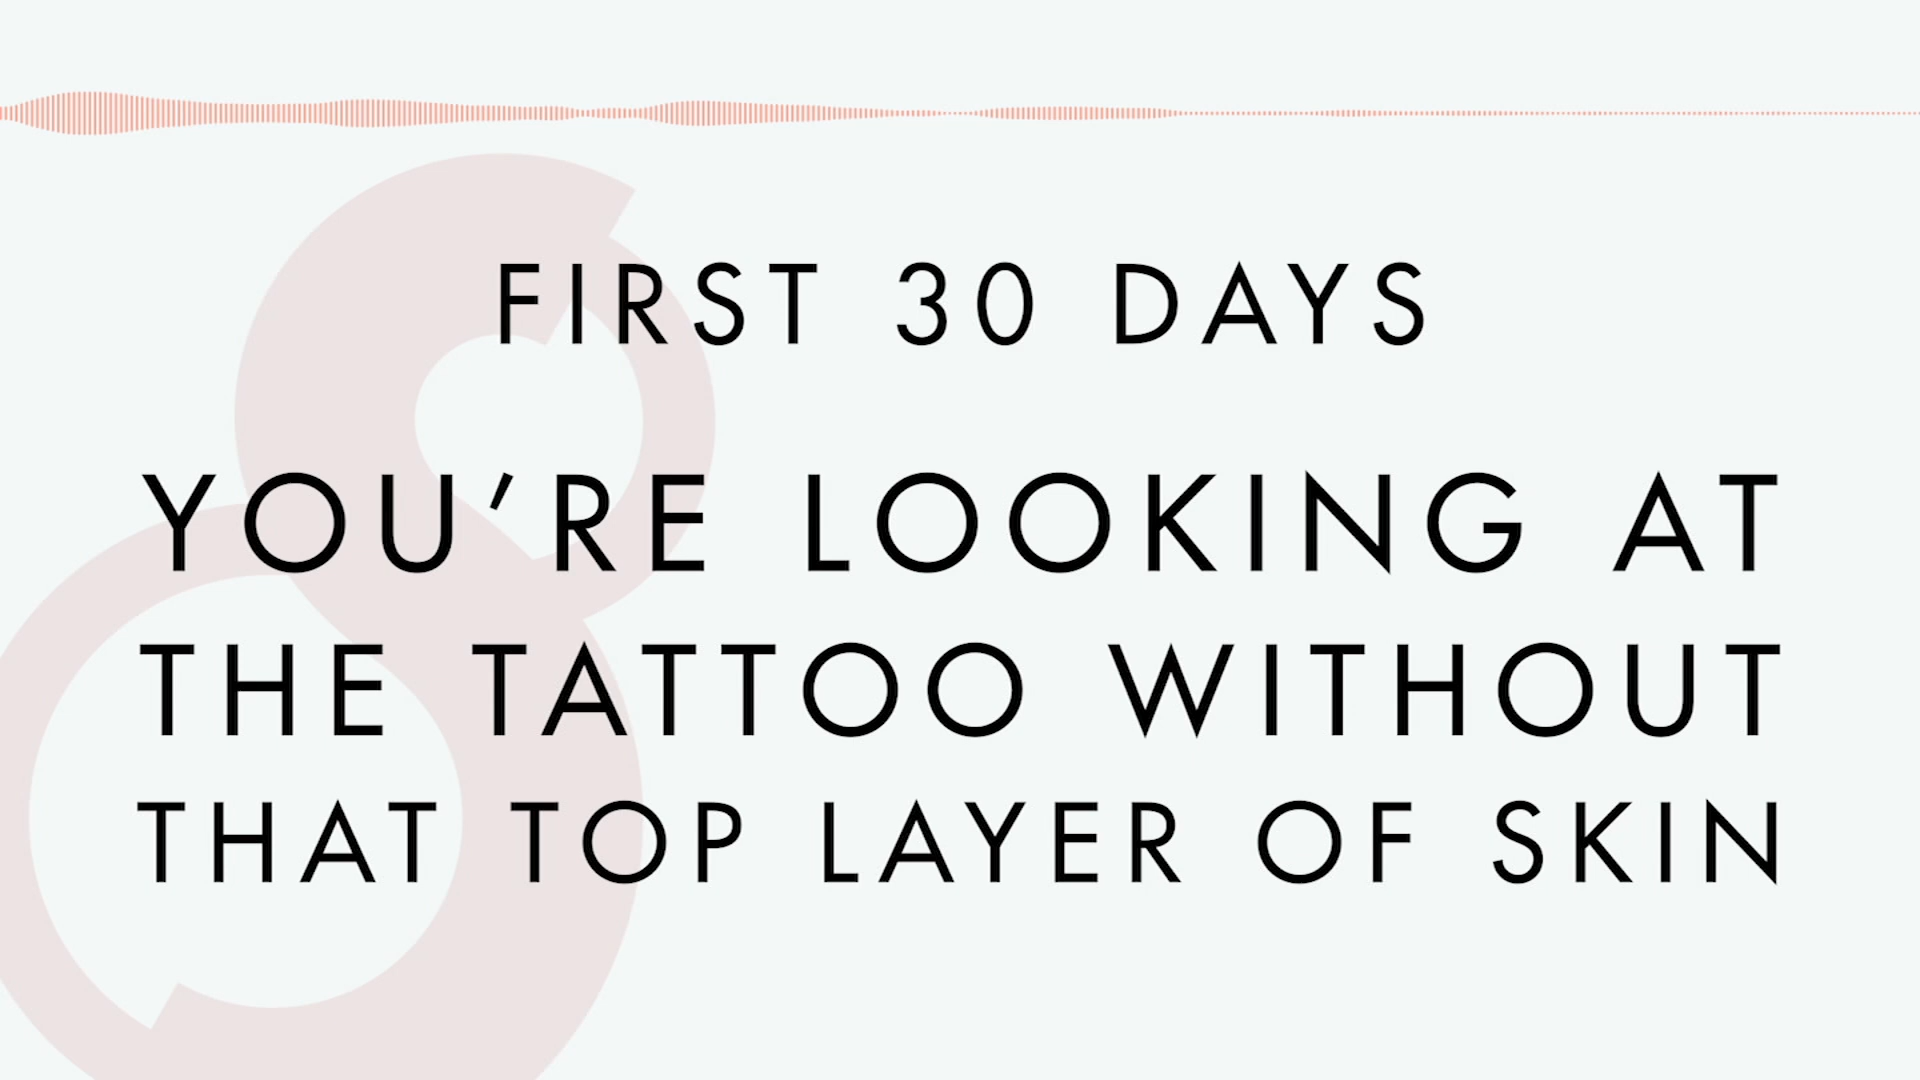 FIRST 30 DAYS
YOU’RE LOOKING AT
THE TATTOO WITHOUT
THAT TOP LAYER OF SKIN